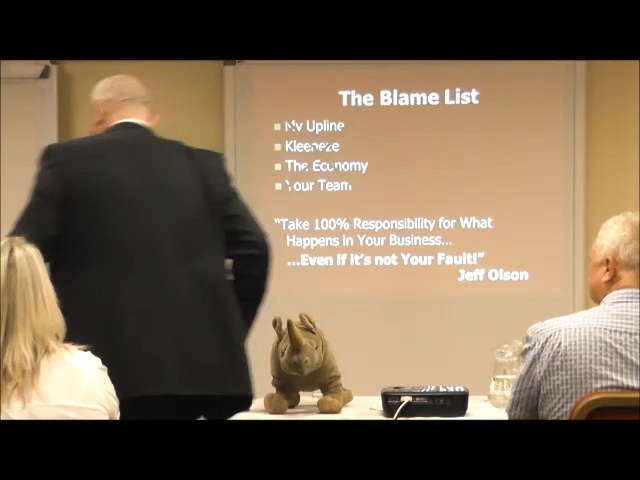 The Blame List
My Upline
Kleeneze
The Economy
Your Team
"Take 100% Responsibility for What
Happens in Your Business...
...Even If it's not Your Fault!"
Jeff Olson